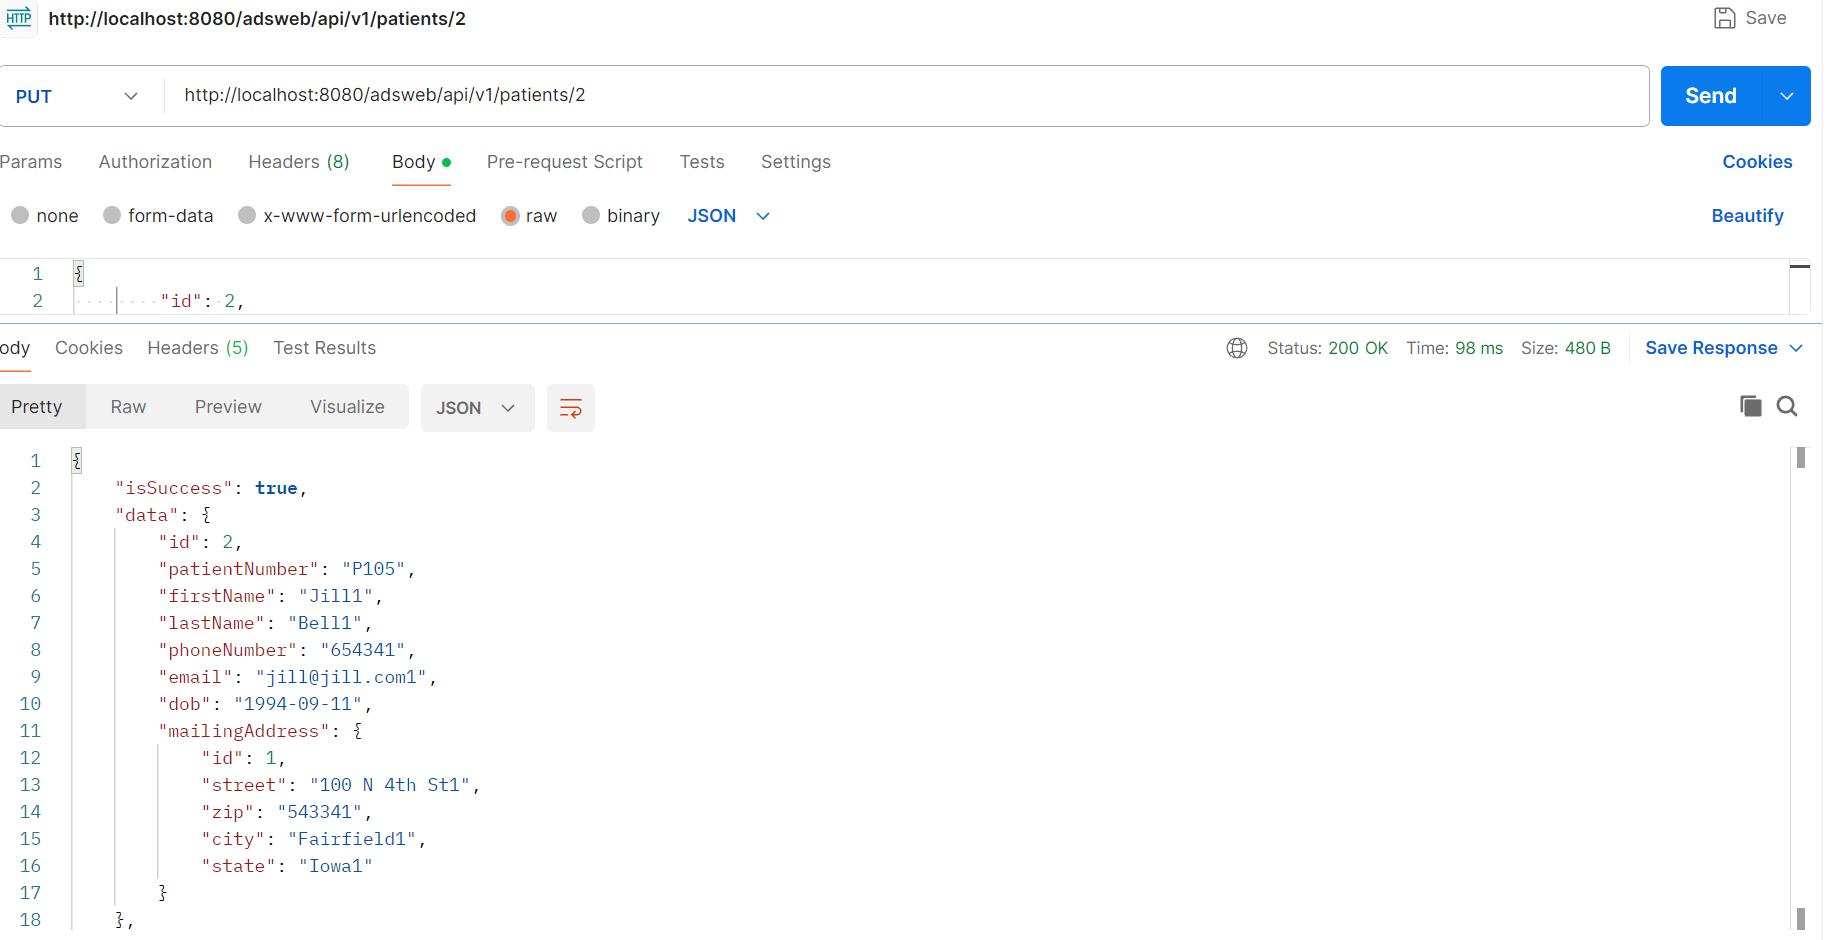 HTTP http://localhost:8080/adsweb/api/v1/patients/2 Save
PUT http://localhost:8080/adsweb/api/v1/patients/2 Send
Params Authorization Headers (8) Body Pre-request Script Tests Settings Cookies
none form-data x-www-form-urlencoded raw binary JSON Beautify
1 {
2 "id": 2,
ody Cookies Headers (5) Test Results Status: 200 OK Time: 98 ms Size: 480 B Save Response
Pretty Raw Preview Visualize JSON
1 {
2 "isSuccess": true,
3 "data": {
4 "id": 2,
5 "patientNumber": "P105",
6 "firstName": "Jill1",
7 "lastName": "Bell1",
8 "phoneNumber": "654341",
9 "email": "jill@jill.com1",
10 "dob": "1994-09-11",
11 "mailingAddress": {
12 "id": 1,
13 "street": "100 N 4th St1",
14 "zip": "543341",
15 "city": "Fairfield1",
16 "state": "Iowa1"
17 }
18 },